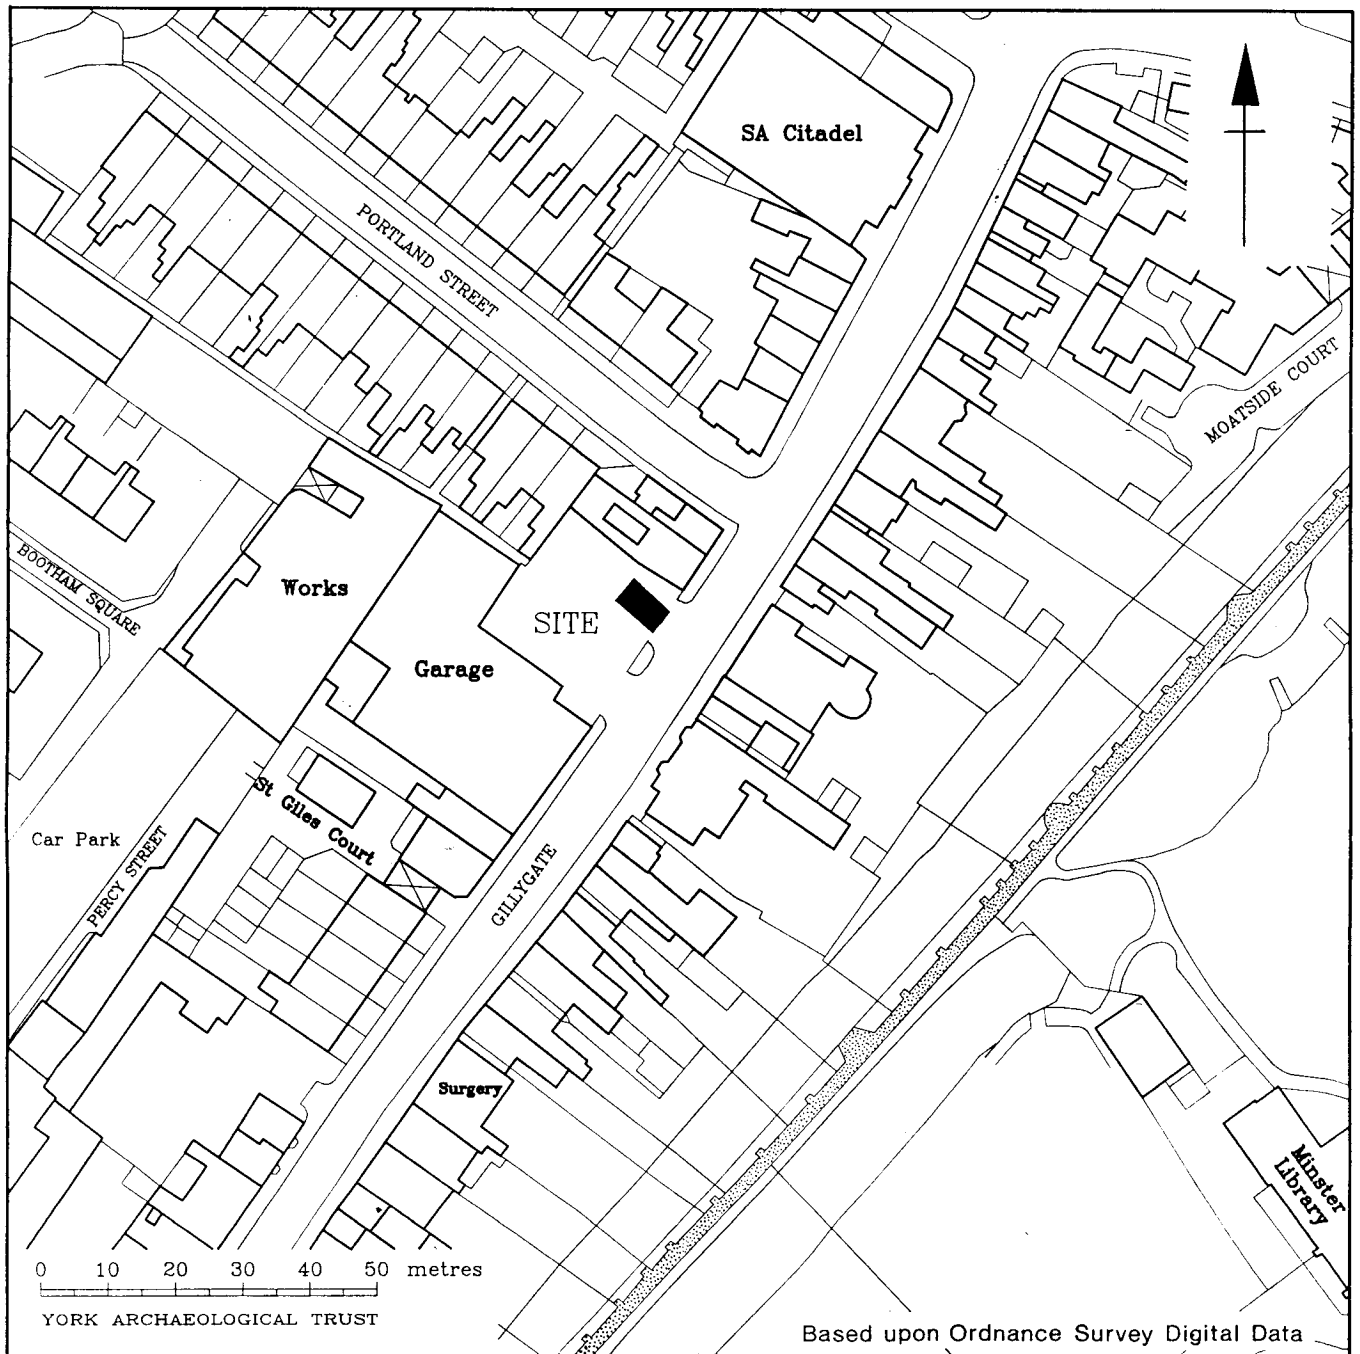 SA Citadel
PORTLAND STREET
MOATSIDE COURT
BOOTHAM SQUARE
Works
SITE
Garage
St Giles Court
Car Park
PERCY STREET
GILLYGATE
Surgery
Minster
Library
0 10 20 30 40 50 metres
YORK ARCHAEOLOGICAL TRUST
Based upon Ordnance Survey Digital Data